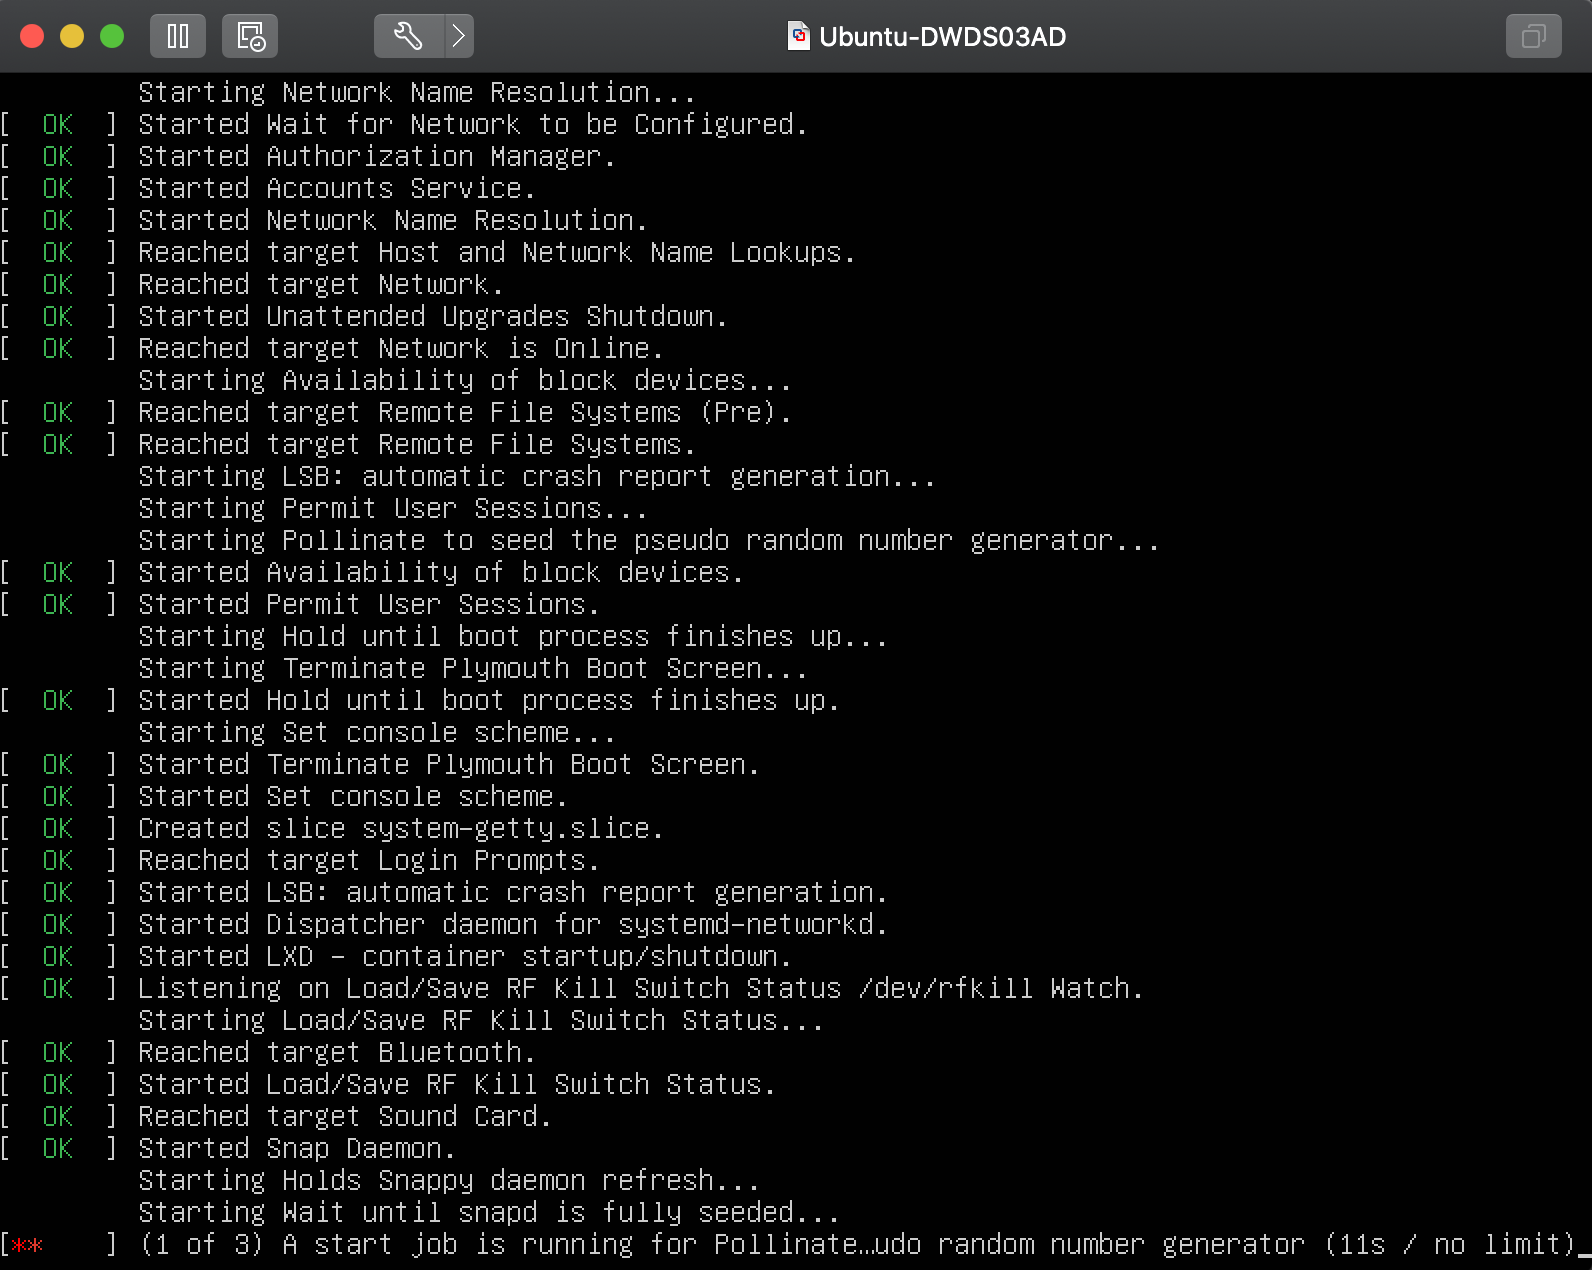 Ubuntu-DWDS03AD
Starting Network Name Resolution...
[  OK  ] Started Wait for Network to be Configured.
[  OK  ] Started Authorization Manager.
[  OK  ] Started Accounts Service.
[  OK  ] Started Network Name Resolution.
[  OK  ] Reached target Host and Network Name Lookups.
[  OK  ] Reached target Network.
[  OK  ] Started Unattended Upgrades Shutdown.
[  OK  ] Reached target Network is Online.
Starting Availability of block devices...
[  OK  ] Reached target Remote File Systems (Pre).
[  OK  ] Reached target Remote File Systems.
Starting LSB: automatic crash report generation...
Starting Permit User Sessions...
Starting Pollinate to seed the pseudo random number generator...
[  OK  ] Started Availability of block devices.
[  OK  ] Started Permit User Sessions.
Starting Hold until boot process finishes up...
Starting Terminate Plymouth Boot Screen...
[  OK  ] Started Hold until boot process finishes up.
Starting Set console scheme...
[  OK  ] Started Terminate Plymouth Boot Screen.
[  OK  ] Started Set console scheme.
[  OK  ] Created slice system-getty.slice.
[  OK  ] Reached target Login Prompts.
[  OK  ] Started LSB: automatic crash report generation.
[  OK  ] Started Dispatcher daemon for systemd-networkd.
[  OK  ] Started LXD - container startup/shutdown.
[  OK  ] Listening on Load/Save RF Kill Switch Status /dev/rfkill Watch.
Starting Load/Save RF Kill Switch Status...
[  OK  ] Reached target Bluetooth.
[  OK  ] Started Load/Save RF Kill Switch Status.
[  OK  ] Reached target Sound Card.
[  OK  ] Started Snap Daemon.
Starting Holds Snappy daemon refresh...
Starting Wait until snapd is fully seeded...
[**    ] (1 of 3) A start job is running for Pollinate…udo random number generator (11s / no limit)_